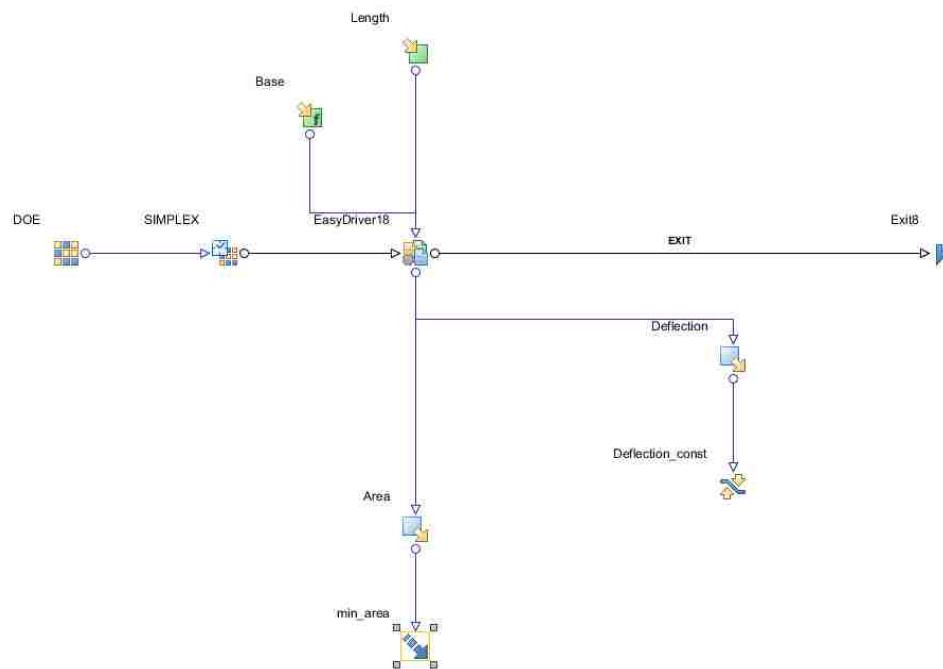 Length
Base
DOE
SIMPLEX
EasyDriver18
Exit8
EXIT
Deflection
Deflection_const
Area
min_area